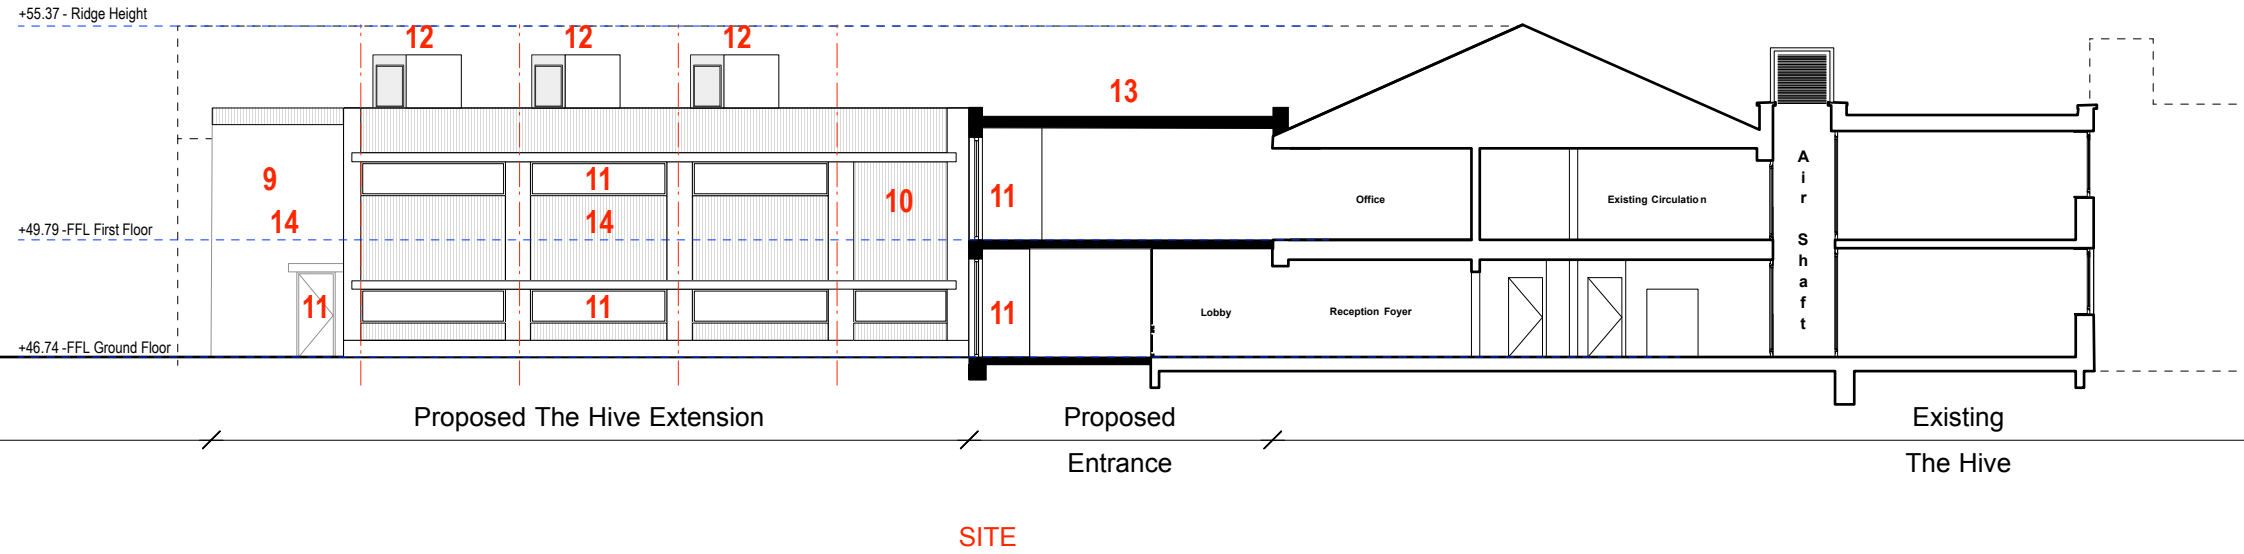 +55.37 - Ridge Height
12 12 12
13
9
11
10
11
14
14
+49.79 -FFL First Floor
Office
Existing Circulation
Air Shaft
11
11
11
Lobby
Reception Foyer
+46.74 -FFL Ground Floor
Proposed The Hive Extension
Proposed
Entrance
Existing
The Hive
SITE